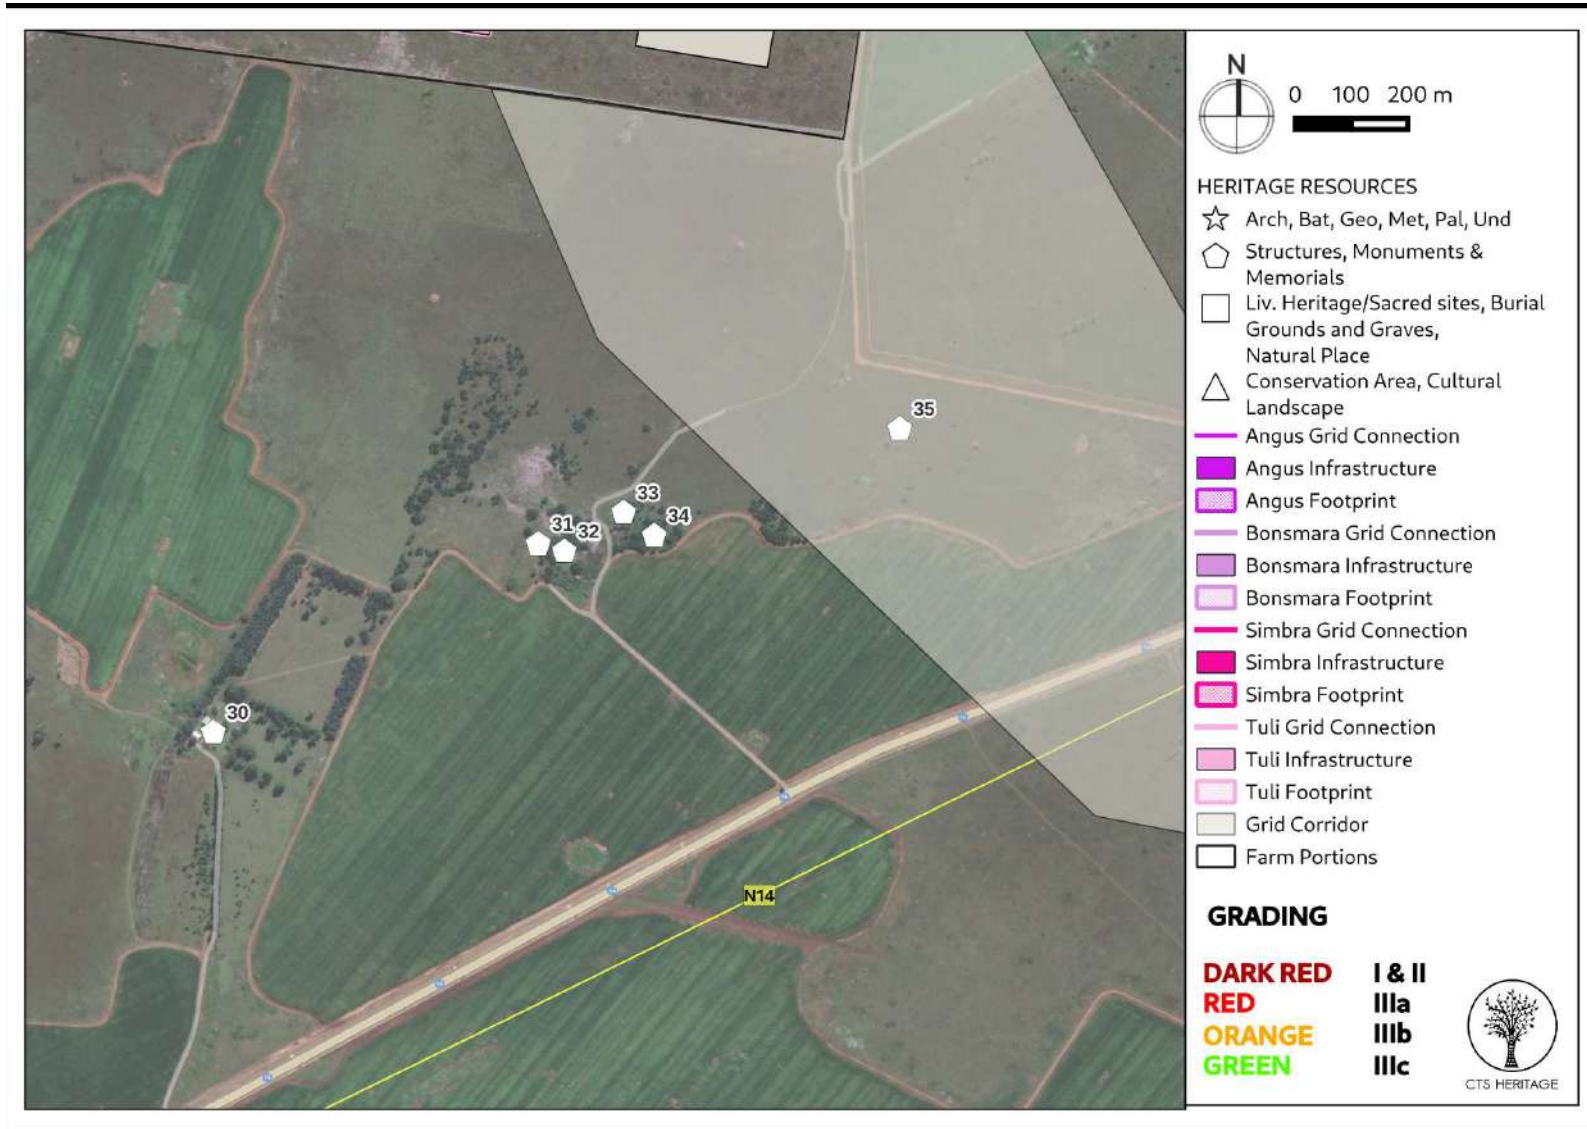 35
33
34
31
32
30
N14
N
0 100 200 m
HERITAGE RESOURCES
Arch, Bat, Geo, Met, Pal, Und
Structures, Monuments &
Memorials
Liv. Heritage/Sacred sites, Burial
Grounds and Graves,
Natural Place
Conservation Area, Cultural
Landscape
Angus Grid Connection
Angus Infrastructure
Angus Footprint
Bonsmara Grid Connection
Bonsmara Infrastructure
Bonsmara Footprint
Simbra Grid Connection
Simbra Infrastructure
Simbra Footprint
Tuli Grid Connection
Tuli Infrastructure
Tuli Footprint
Grid Corridor
Farm Portions
GRADING
DARK RED I & II
RED IIIa
ORANGE IIIb
GREEN IIIc
CTS HERITAGE